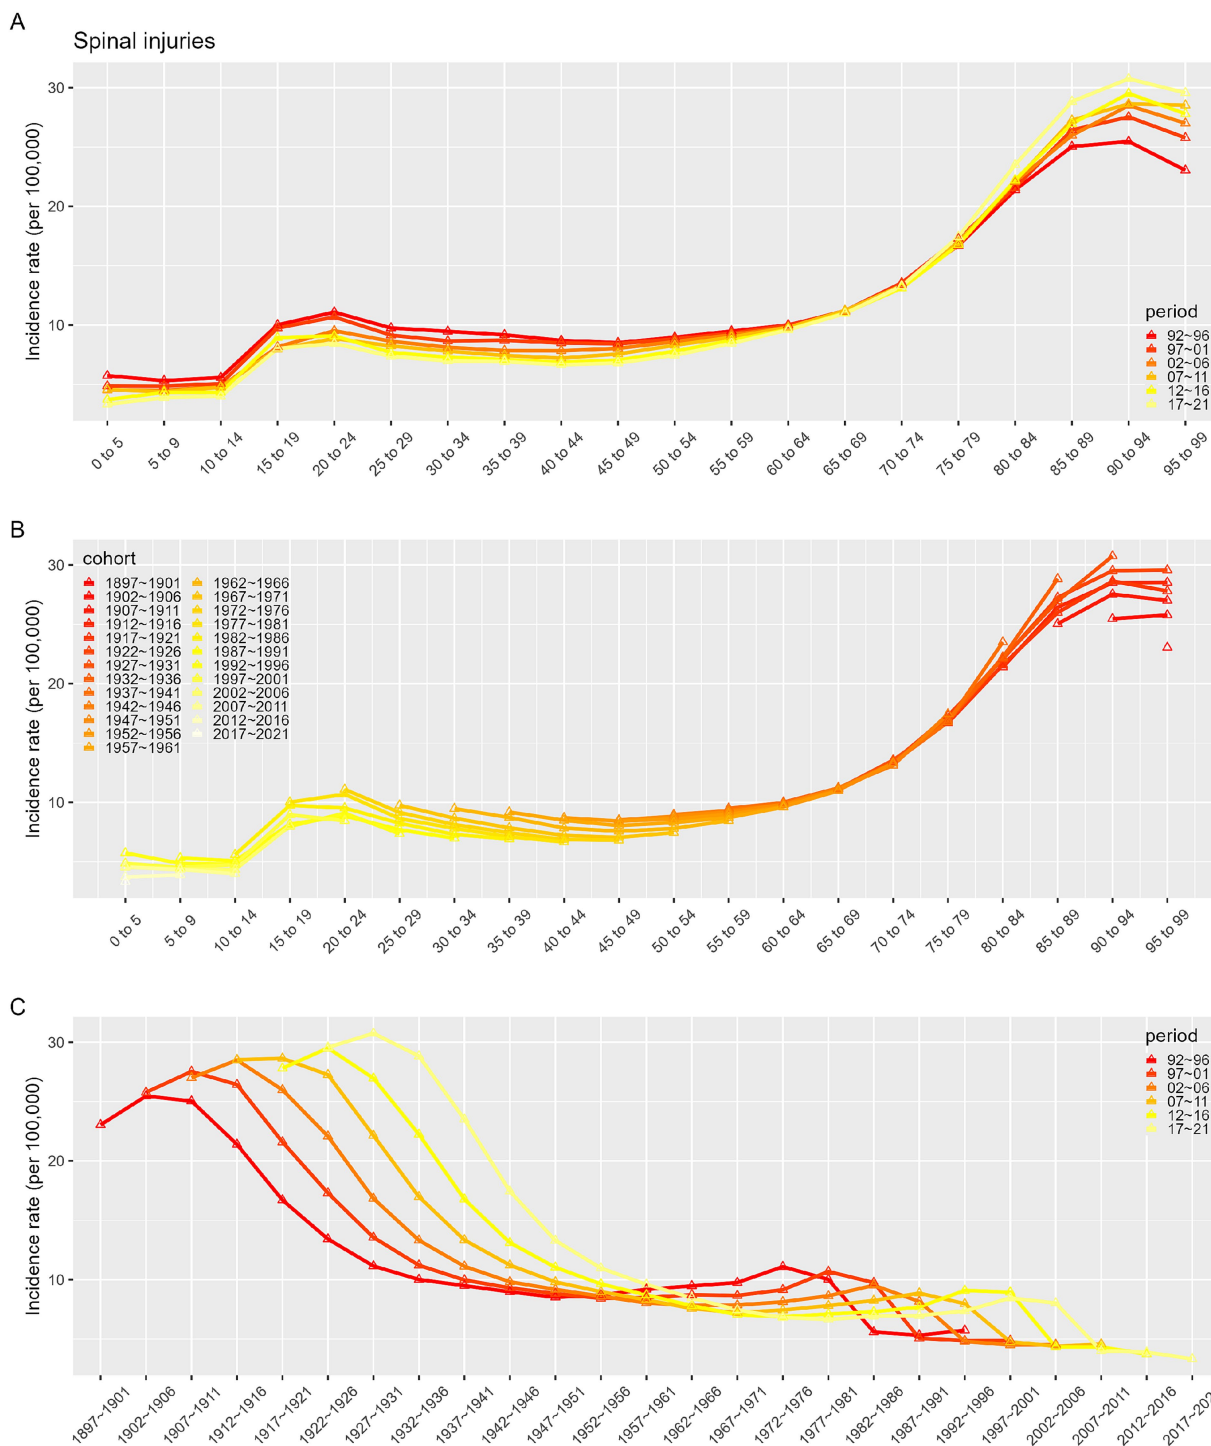 A
Spinal injuries
Incidence rate (per 100,000)
30
20
10
period
92~96
97~01
02~06
07~11
12~16
17~21
0 to 5
5 to 9
10 to 14
15 to 19
20 to 24
25 to 29
30 to 34
35 to 39
40 to 44
45 to 49
50 to 54
55 to 59
60 to 64
65 to 69
70 to 74
75 to 79
80 to 84
85 to 89
90 to 94
95 to 99
B
Incidence rate (per 100,000)
30
20
10
cohort
1897~1901
1902~1906
1907~1911
1912~1916
1917~1921
1922~1926
1927~1931
1932~1936
1937~1941
1942~1946
1947~1951
1952~1956
1957~1961
1962~1966
1967~1971
1972~1976
1977~1981
1982~1986
1987~1991
1992~1996
1997~2001
2002~2006
2007~2011
2012~2016
2017~2021
0 to 5
5 to 9
10 to 14
15 to 19
20 to 24
25 to 29
30 to 34
35 to 39
40 to 44
45 to 49
50 to 54
55 to 59
60 to 64
65 to 69
70 to 74
75 to 79
80 to 84
85 to 89
90 to 94
95 to 99
C
Incidence rate (per 100,000)
30
20
10
period
92~96
97~01
02~06
07~11
12~16
17~21
1897~1901
1902~1906
1907~1911
1912~1916
1917~1921
1922~1926
1927~1931
1932~1936
1937~1941
1942~1946
1947~1951
1952~1956
1957~1961
1962~1966
1967~1971
1972~1976
1977~1981
1982~1986
1987~1991
1992~1996
1997~2001
2002~2006
2007~2011
2012~2016